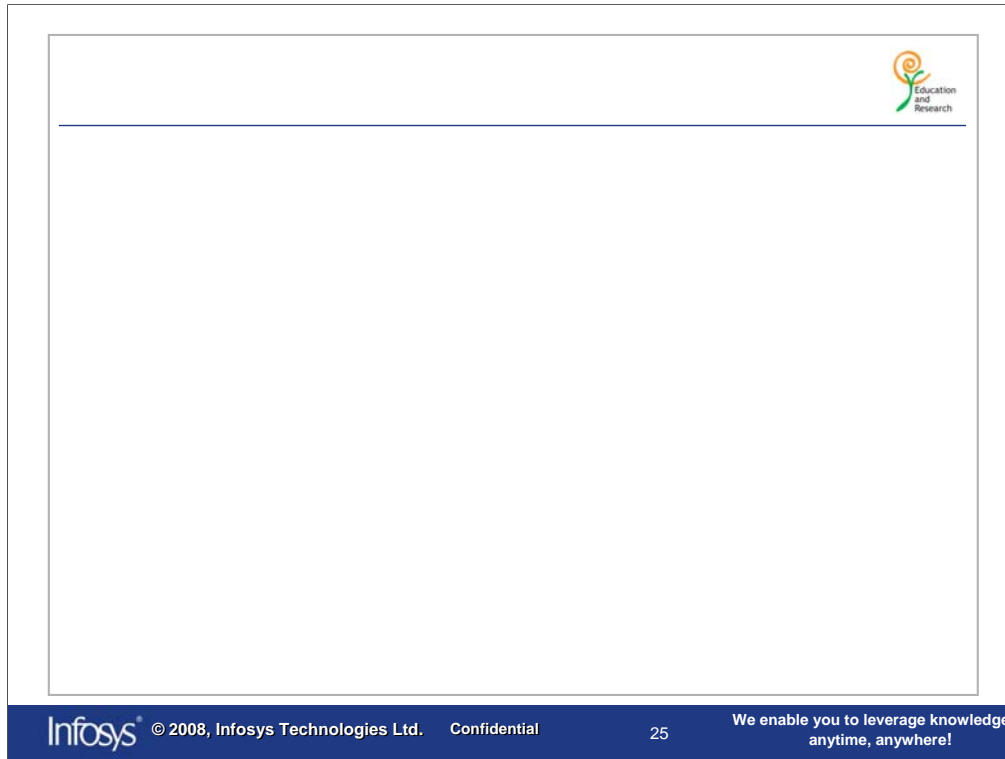 Education
and
Research
Infosys® © 2008, Infosys Technologies Ltd. Confidential 25 We enable you to leverage knowledge
anytime, anywhere!